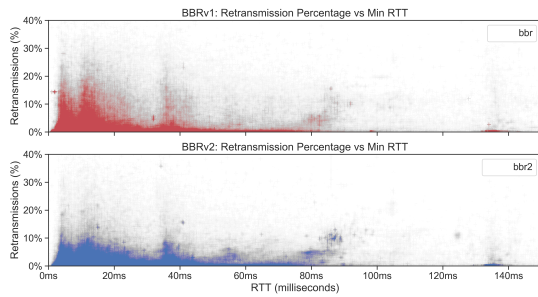 BBRv1: Retransmission Percentage vs Min RTT
Retransmissions (%)
40%
30%
20%
10%
0%
bbr
BBRv2: Retransmission Percentage vs Min RTT
Retransmissions (%)
40%
30%
20%
10%
0%
bbr2
0ms 20ms 40ms 60ms 80ms 100ms 120ms 140ms
RTT (milliseconds)